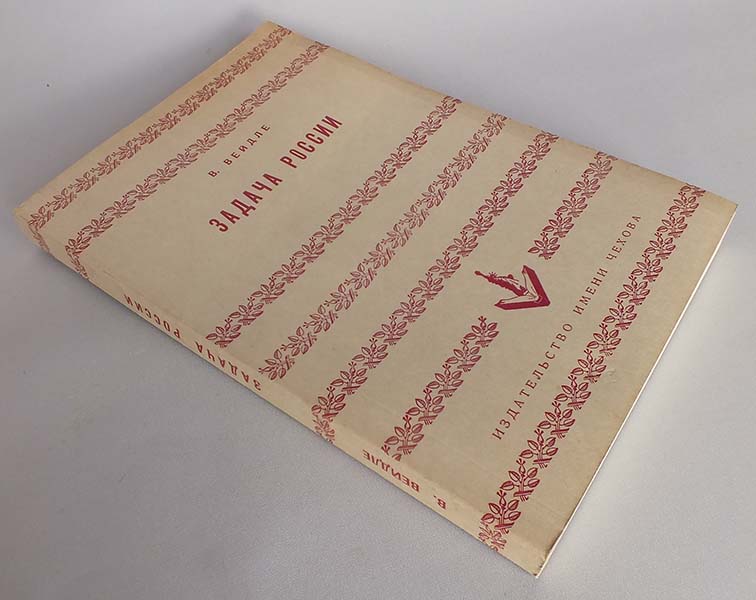 В. ВЕЙДЛЕ
ЗАДАЧА РОССИИ
ИЗДАТЕЛЬСТВО ИМЕНИ ЧЕХОВА
В. ВЕЙДЛЕ
ЗАДАЧА РОССИИ